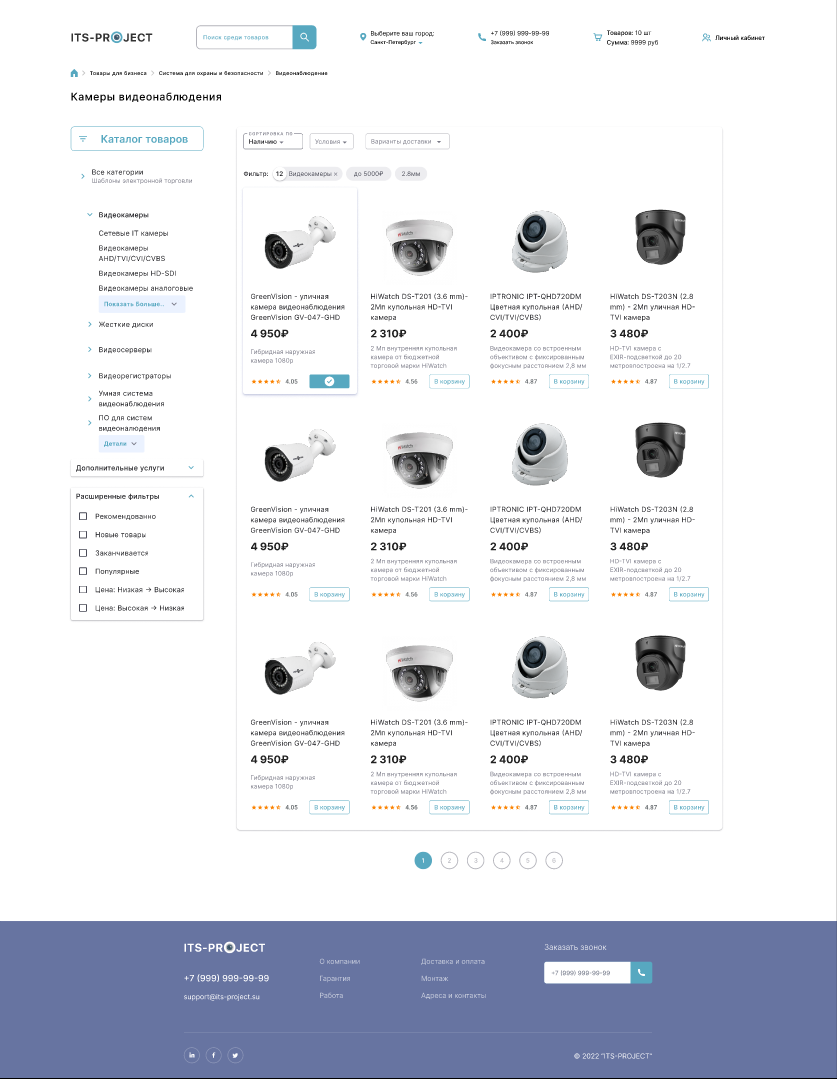 ITS-PROJECT
Поиск среди товаров
Выберите ваш город:
Санкт-Петербург
+7 (999) 999-99-99
Заказать звонок
Товаров: 10 шт
Сумма: 9999 руб
Личный кабинет
Товары для бизнеса
Система для охраны и безопасности
Видеонаблюдение
Камеры видеонаблюдения
Каталог товаров
Все категории
Шаблоны электронной торговли
Видеокамеры
Сетевые IT камеры
Видеокамеры
AHD/TVI/CVI/CVBS
Видеокамеры HD-SDI
Видеокамеры аналоговые
Показать больше..
Жесткие диски
Видеосерверы
Видеорегистраторы
Умная система
видеонаблюдения
ПО для систем
видеоналюдения
Детали
Дополнительные услуги
Расширенные фильтры
Рекомендованно
Новые товары
Заканчивается
Популярные
Цена: Низкая → Высокая
Цена: Высокая → Низкая
СОРТИРОВКА ПО
Наличию
Условия
Варианты доставки
Фильтр:
12
Видеокамеры ×
до 5000₽
2.8мм
GreenVision - уличная
камера видеонаблюдения
GreenVision GV-047-GHD
4 950₽
Гибридная наружная
камера 1080p
4.05
HiWatch DS-T201 (3.6 mm)-
2Мп купольная HD-TVI
камера
2 310₽
2 Мп внутренняя купольная
камера от бюджетной
торговой марки HiWatch
4.56
В корзину
IPTRONIC IPT-QHD720DM
Цветная купольная (AHD/
CVI/TVI/CVBS)
2 400₽
Видеокамера со встроенным
объективом с фиксированным
фокусным расстоянием 2,8 мм
4.87
В корзину
HiWatch DS-T203N (2.8
mm) - 2Мп уличная HD-
TVI камера
3 480₽
HD-TVI камера с
EXIR-подсветкой до 20
метровпостроена на 1/2.7
4.87
В корзину
GreenVision - уличная
камера видеонаблюдения
GreenVision GV-047-GHD
4 950₽
Гибридная наружная
камера 1080p
4.05
В корзину
HiWatch DS-T201 (3.6 mm)-
2Мп купольная HD-TVI
камера
2 310₽
2 Мп внутренняя купольная
камера от бюджетной
торговой марки HiWatch
4.56
В корзину
IPTRONIC IPT-QHD720DM
Цветная купольная (AHD/
CVI/TVI/CVBS)
2 400₽
Видеокамера со встроенным
объективом с фиксированным
фокусным расстоянием 2,8 мм
4.87
В корзину
HiWatch DS-T203N (2.8
mm) - 2Мп уличная HD-
TVI камера
3 480₽
HD-TVI камера с
EXIR-подсветкой до 20
метровпостроена на 1/2.7
4.87
В корзину
GreenVision - уличная
камера видеонаблюдения
GreenVision GV-047-GHD
4 950₽
Гибридная наружная
камера 1080p
4.05
В корзину
HiWatch DS-T201 (3.6 mm)-
2Мп купольная HD-TVI
камера
2 310₽
2 Мп внутренняя купольная
камера от бюджетной
торговой марки HiWatch
4.56
В корзину
IPTRONIC IPT-QHD720DM
Цветная купольная (AHD/
CVI/TVI/CVBS)
2 400₽
Видеокамера со встроенным
объективом с фиксированным
фокусным расстоянием 2,8 мм
4.87
В корзину
HiWatch DS-T203N (2.8
mm) - 2Мп уличная HD-
TVI камера
3 480₽
HD-TVI камера с
EXIR-подсветкой до 20
метровпостроена на 1/2.7
4.87
В корзину
1 2 3 4 5 6
ITS-PROJECT
+7 (999) 999-99-99
support@its-project.su
О компании
Гарантия
Работа
Доставка и оплата
Монтаж
Адреса и контакты
Заказать звонок
+7 (999) 999-99-99
© 2022 "ITS-PROJECT"